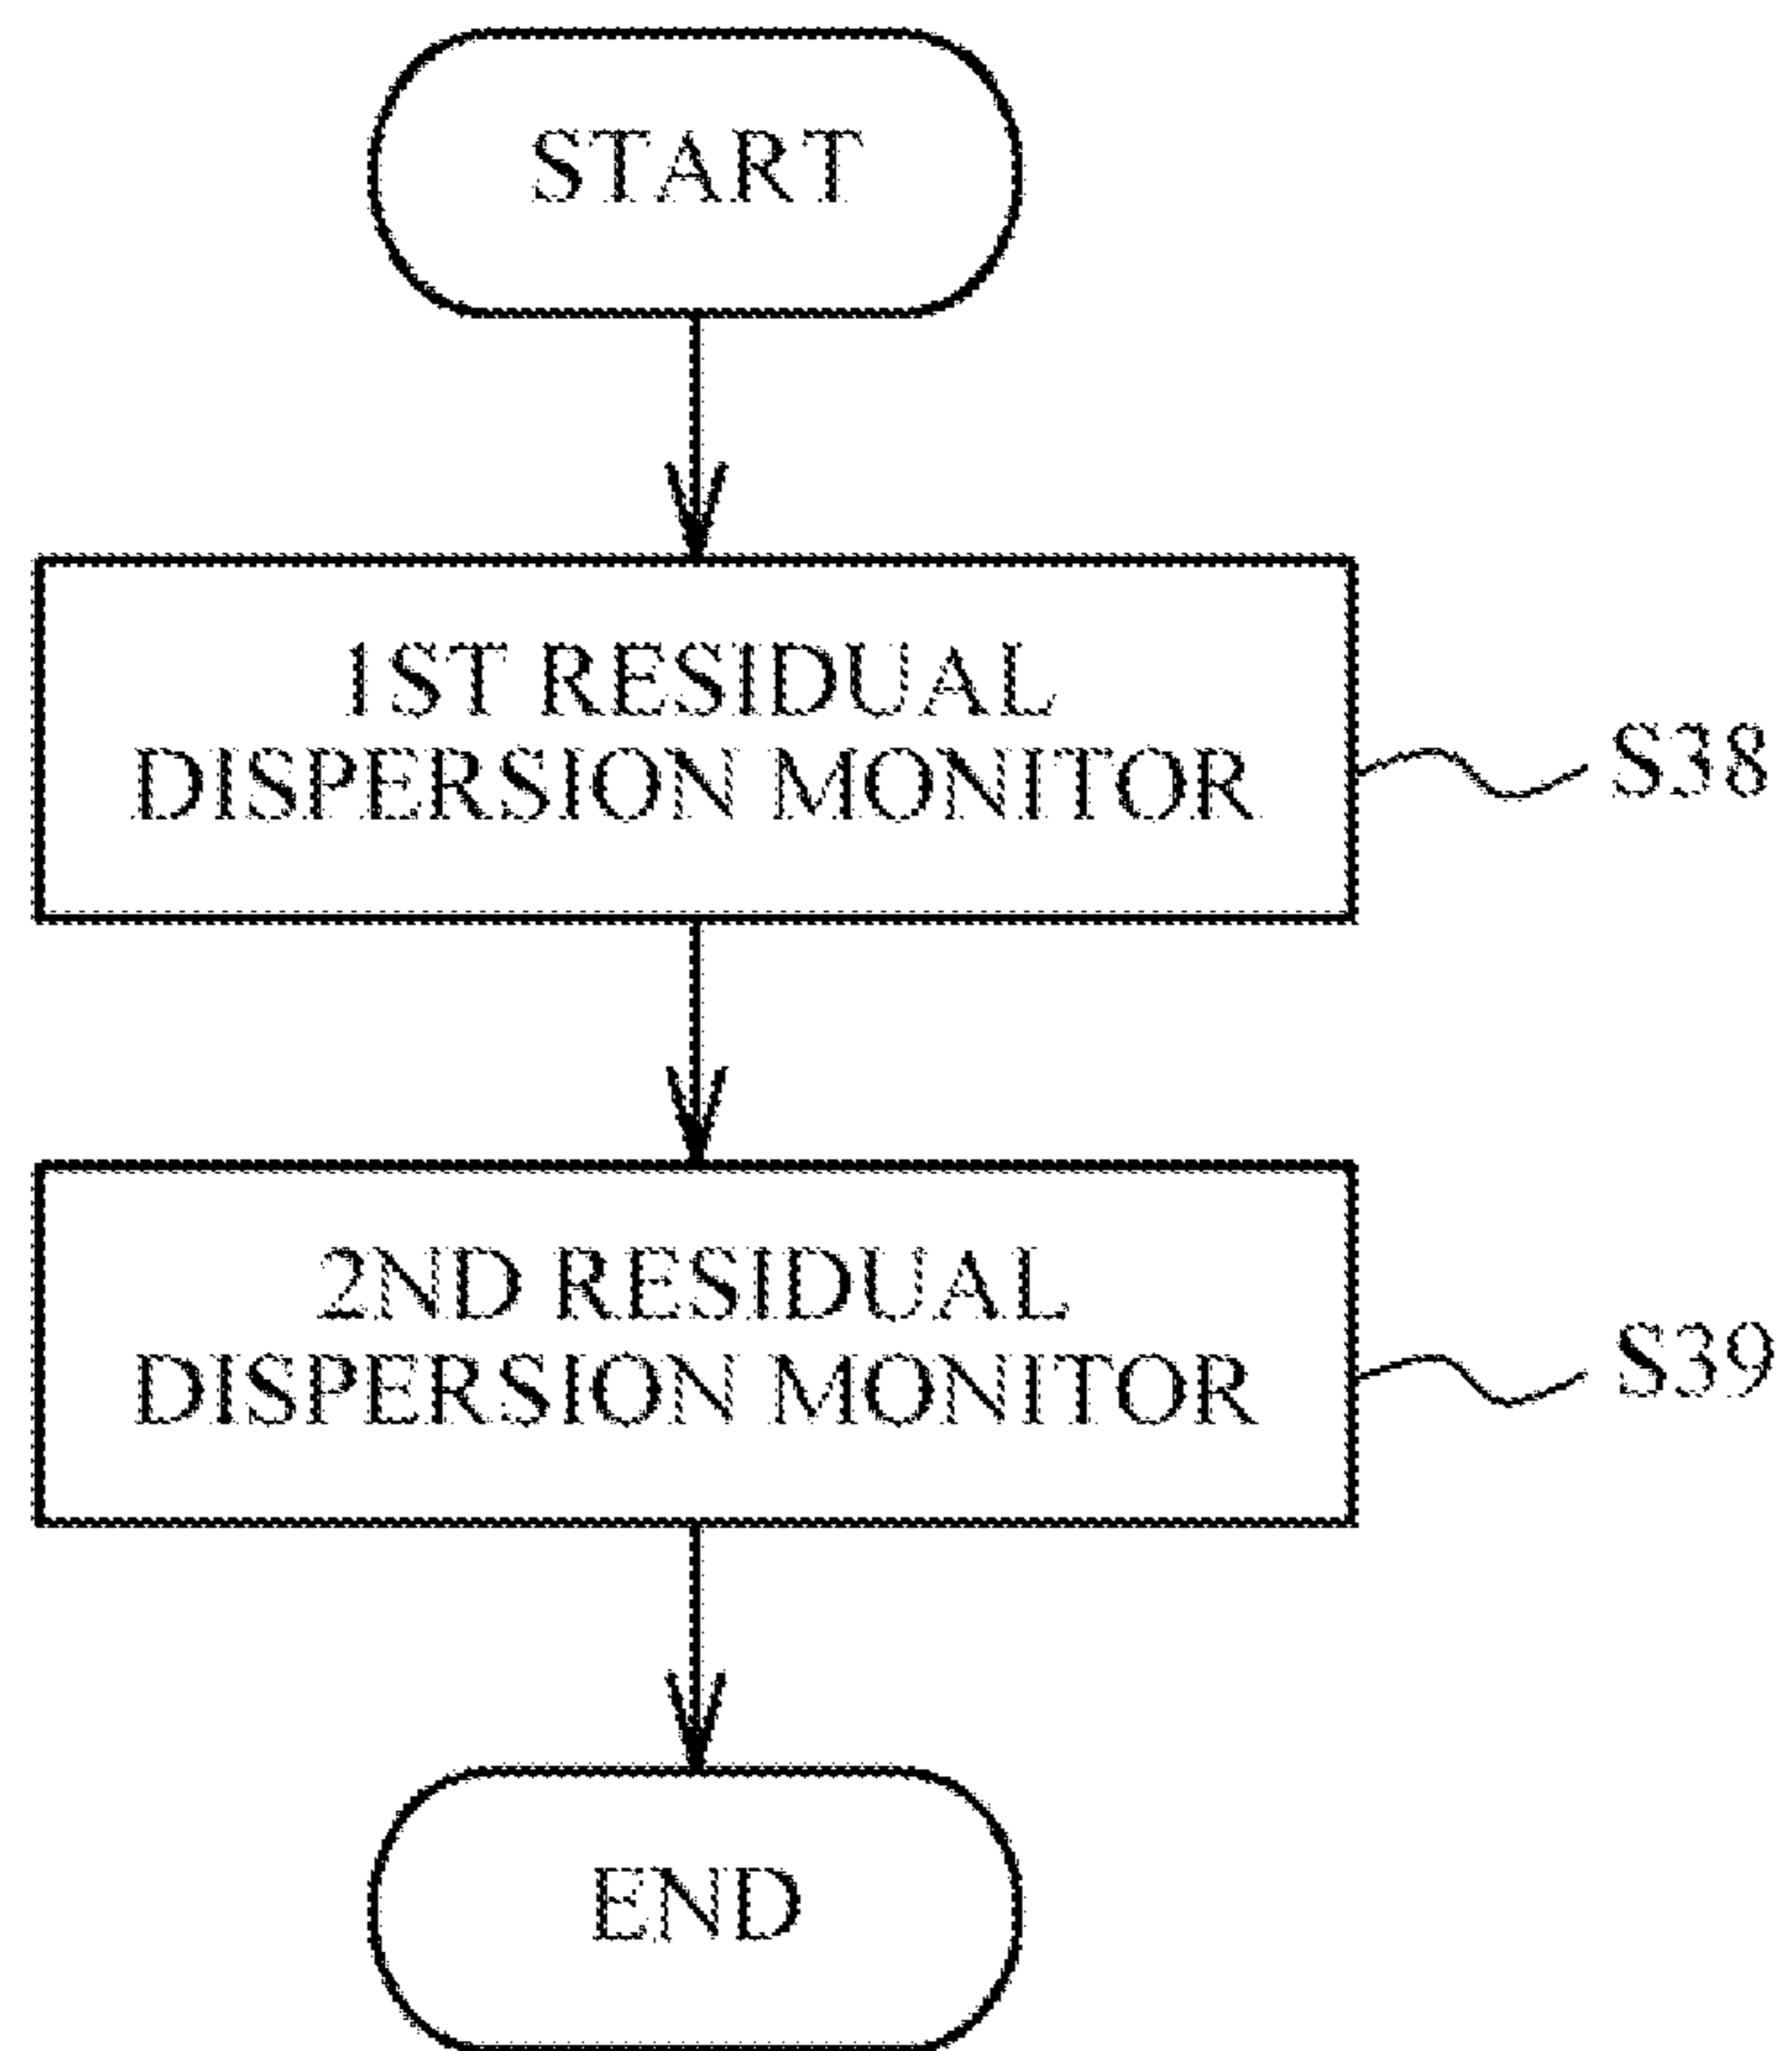 START
1ST RESIDUAL
DISPERSION MONITOR
S38
2ND RESIDUAL
DISPERSION MONITOR
S39
END